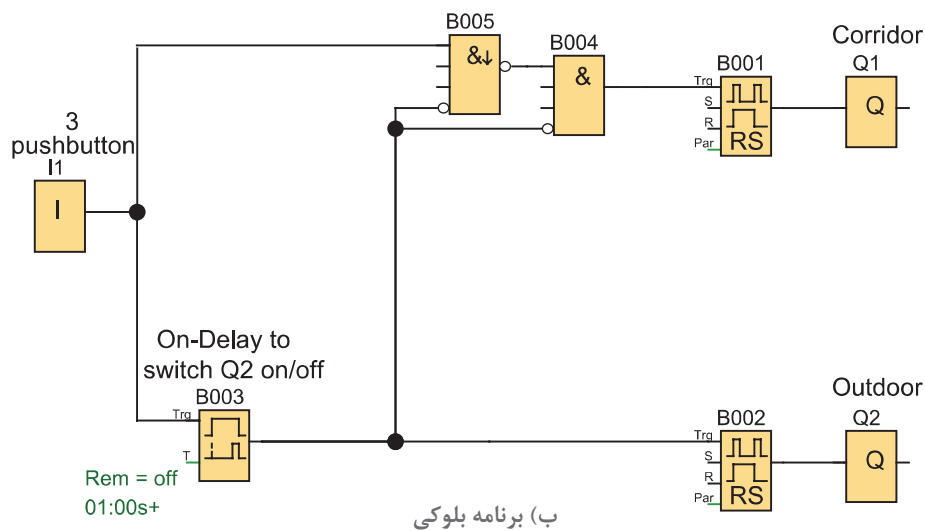 B005
&↓
B004
&
Corridor
Q1
Q
B001
Trg
S
R
Par
RS
3
pushbutton
I1
I
On-Delay to
switch Q2 on/off
B003
Trg
T
Rem = off
01:00s+
B002
Trg
S
R
Par
RS
Outdoor
Q2
Q
ب) برنامه بلوکی